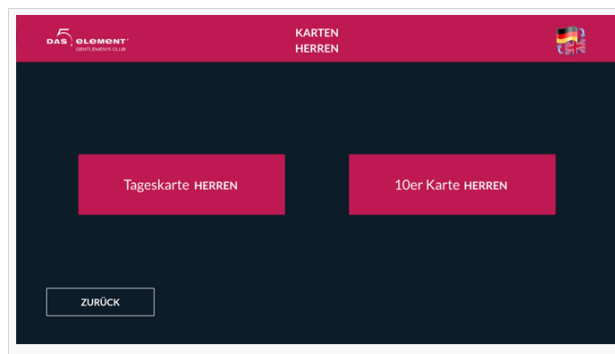 DAS 5. ELEMENT
GENTLEMEN'S CLUB
KARTEN
HERREN
Tageskarte HERREN
10er Karte HERREN
ZURÜCK